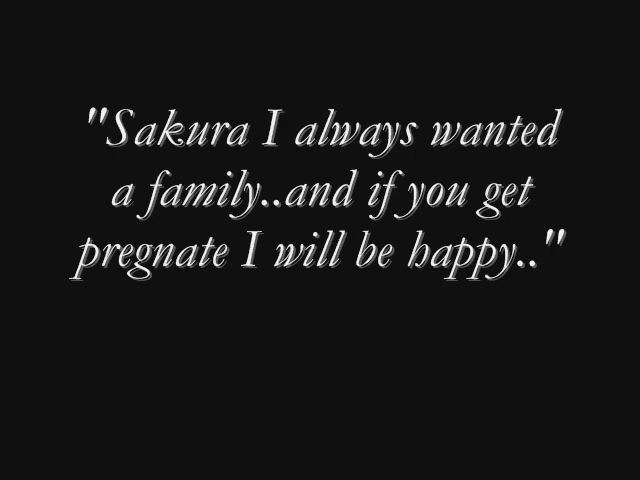 "Sakura I always wanted
a family..and if you get
pregnate I will be happy.."